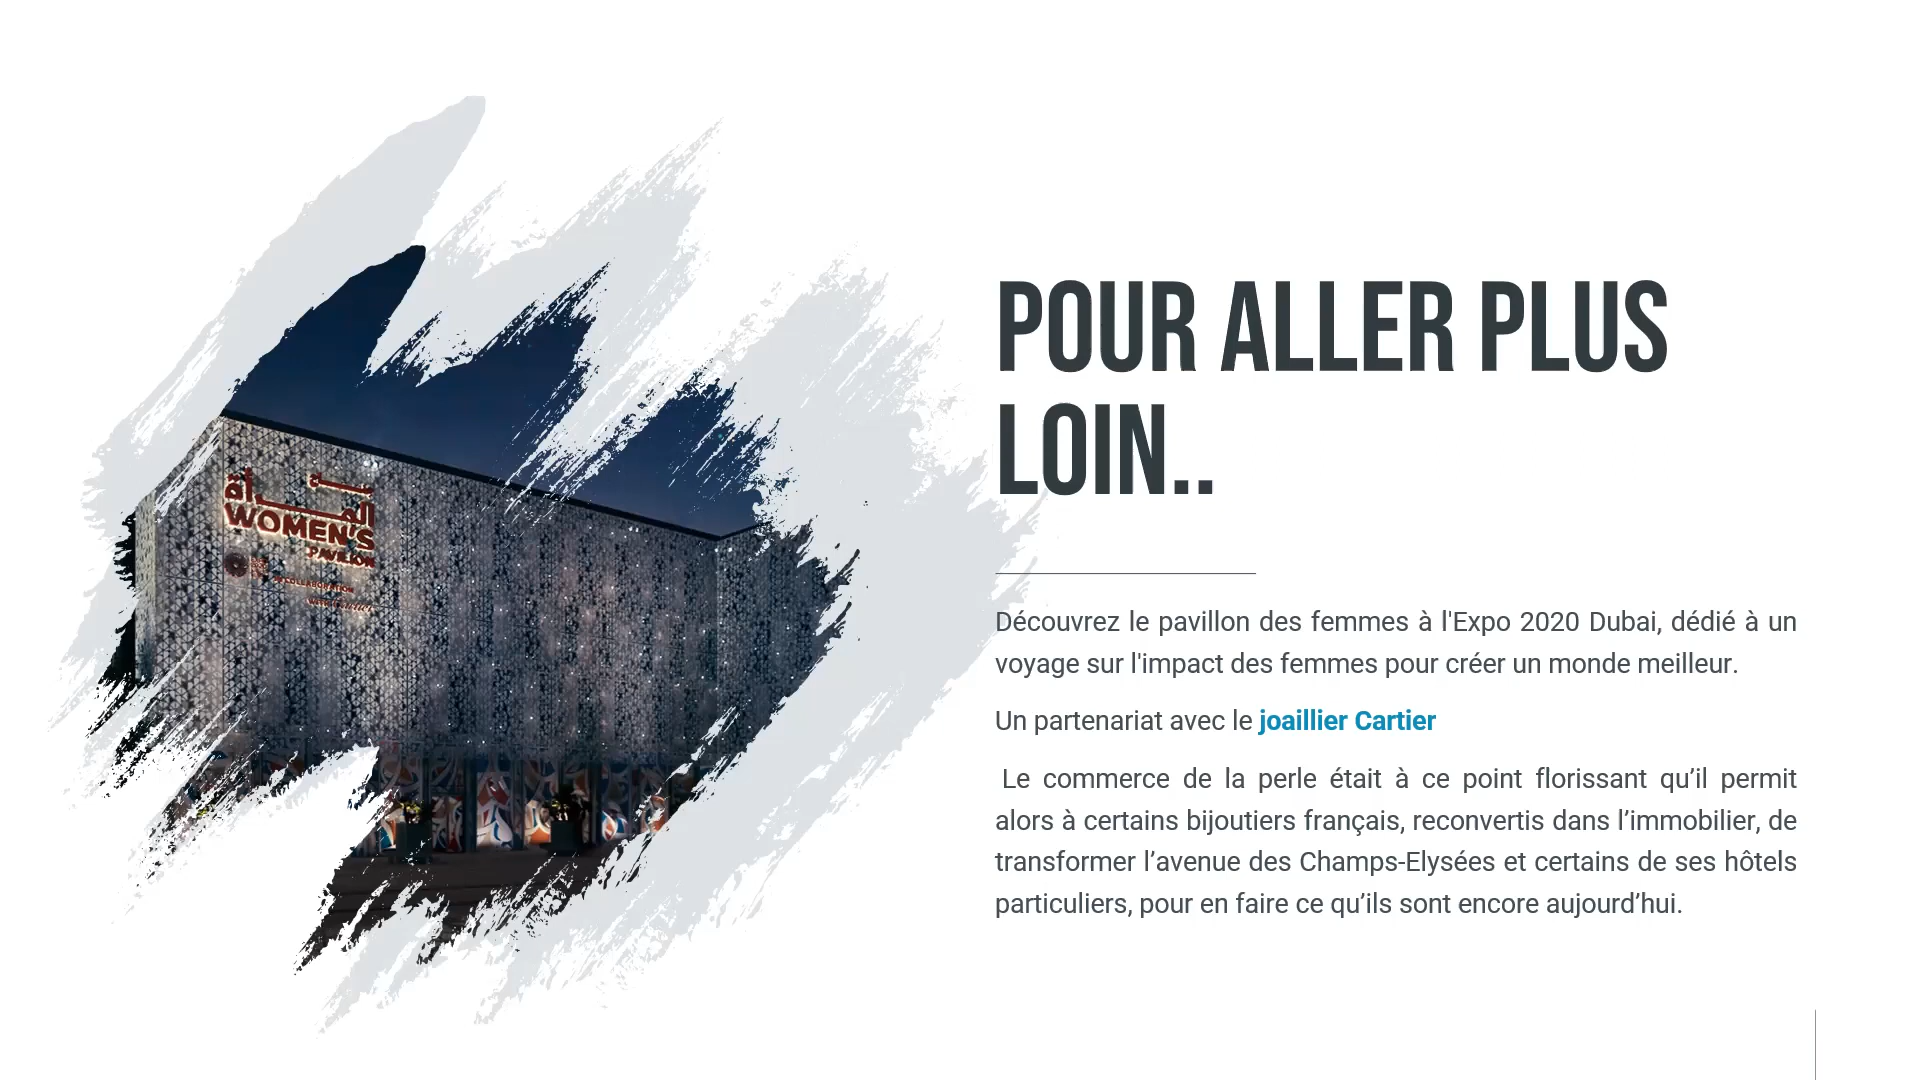 POUR ALLER PLUS
LOIN..
Découvrez le pavillon des femmes à l'Expo 2020 Dubai, dédié à un
voyage sur l'impact des femmes pour créer un monde meilleur.
Un partenariat avec le joaillier Cartier
Le commerce de la perle était à ce point florissant qu’il permit
alors à certains bijoutiers français, reconvertis dans l’immobilier, de
transformer l’avenue des Champs-Elysées et certains de ses hôtels
particuliers, pour en faire ce qu’ils sont encore aujourd’hui.
المــــرأة
WOMEN'S
PAVILION
IN COLLABORATION